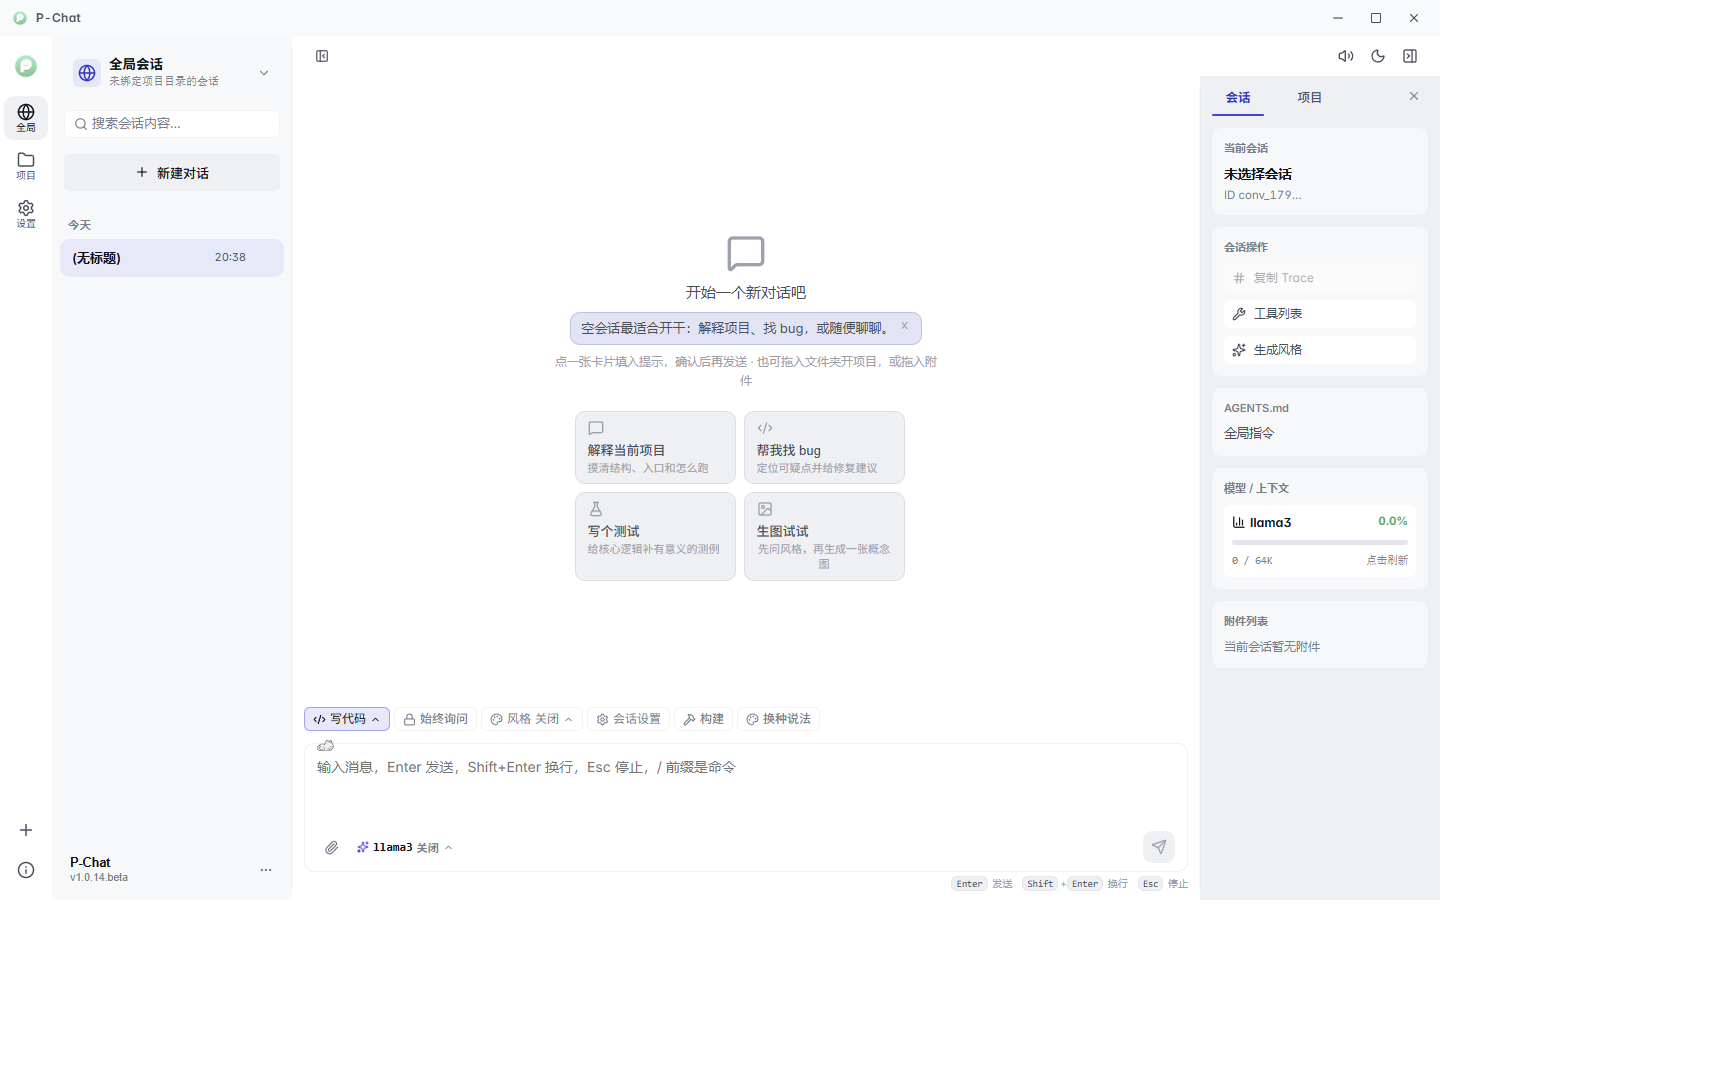 P-Chat
全局会话
未绑定项目目录的会话
全局
搜索会话内容...
项目
新建对话
设置
今天
(无标题) 20:38
P-Chat
v1.0.14.beta
开始一个新对话吧
空会话最适合开干：解释项目、找 bug，或随便聊聊。 x
点一张卡片填入提示，确认后再发送 · 也可拖入文件夹开项目，或拖入附
件
解释当前项目
摸清结构、入口和怎么跑
帮我找 bug
定位可疑点并给修复建议
写个测试
给核心逻辑补有意义的测例
生图试试
先问风格，再生成一张概念
图
写代码 始终询问 风格 关闭 会话设置 构建 换种说法
输入消息，Enter 发送，Shift+Enter 换行，Esc 停止，/ 前缀是命令
llama3 关闭
Enter 发送 Shift + Enter 换行 Esc 停止
会话 项目
当前会话
未选择会话
ID conv_179...
会话操作
复制 Trace
工具列表
生成风格
AGENTS.md
全局指令
模型 / 上下文
llama3 0.0%
0 / 64K 点击刷新
附件列表
当前会话暂无附件